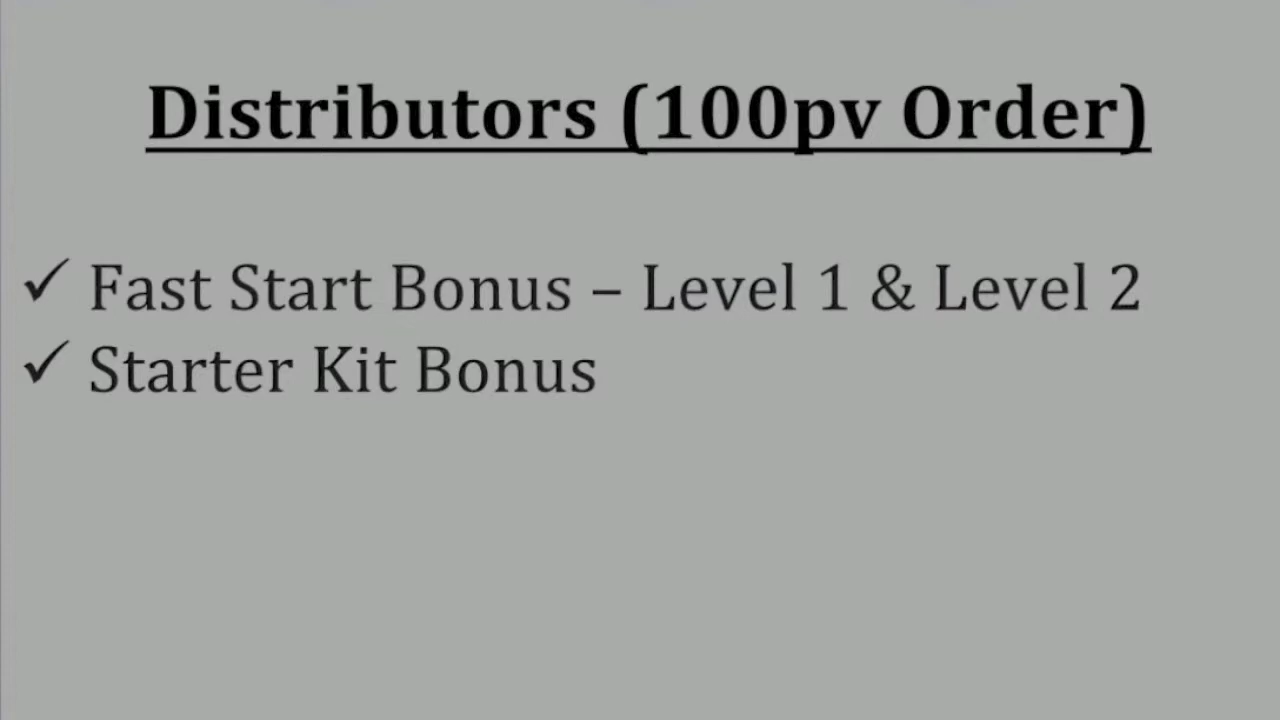 Distributors (100pv Order)
✓ Fast Start Bonus – Level 1 & Level 2
✓ Starter Kit Bonus